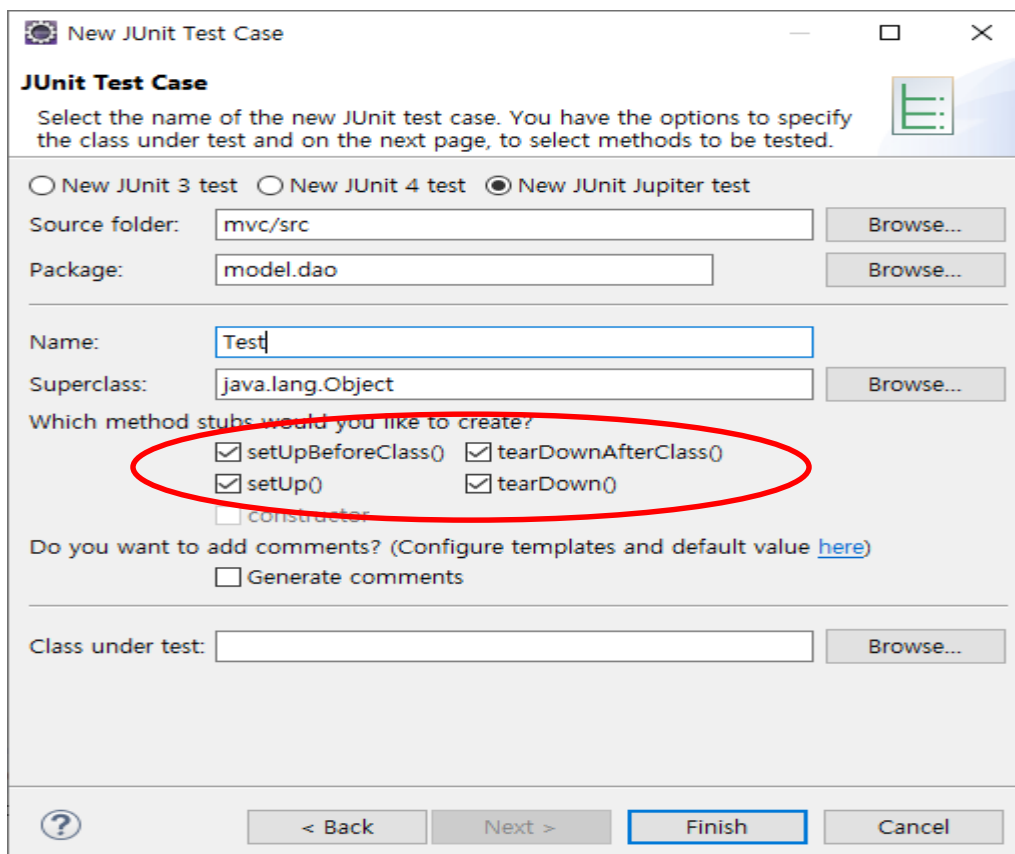 New JUnit Test Case
JUnit Test Case
Select the name of the new JUnit test case. You have the options to specify
the class under test and on the next page, to select methods to be tested.
New JUnit 3 test New JUnit 4 test New JUnit Jupiter test
Source folder: mvc/src Browse...
Package: model.dao Browse...
Name: Test
Superclass: java.lang.Object Browse...
Which method stubs would you like to create?
setUpBeforeClass() tearDownAfterClass()
setUp() tearDown()
constructor
Do you want to add comments? (Configure templates and default value here)
Generate comments
Class under test: Browse...
? < Back Next > Finish Cancel